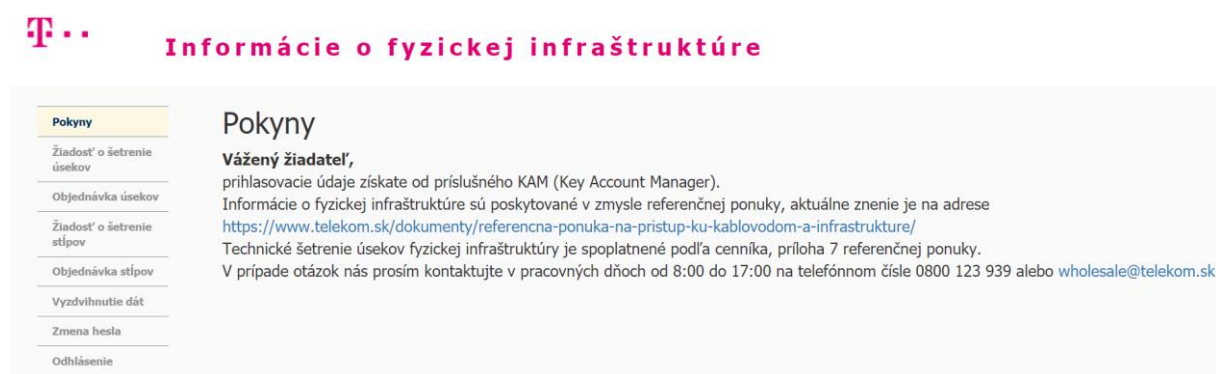 T
Informácie o fyzickej infraštruktúre
Pokyny
Žiadosť o šetrenie
úsekov
Objednávka úsekov
Žiadosť o šetrenie
stĺpov
Objednávka stĺpov
Vyzdvihnutie dát
Zmena hesla
Odhlásenie
Pokyny
Vážený žiadateľ,
prihlasovacie údaje získate od príslušného KAM (Key Account Manager).
Informácie o fyzickej infraštruktúre sú poskytované v zmysle referenčnej ponuky, aktuálne znenie je na adrese
https://www.telekom.sk/dokumenty/referencna-ponuka-na-pristup-ku-kablovodom-a-infrastrukture/
Technické šetrenie úsekov fyzickej infraštruktúry je spoplatnené podľa cenníka, príloha 7 referenčnej ponuky.
V prípade otázok nás prosím kontaktujte v pracovných dňoch od 8:00 do 17:00 na telefónnom čísle 0800 123 939 alebo wholesale@telekom.sk